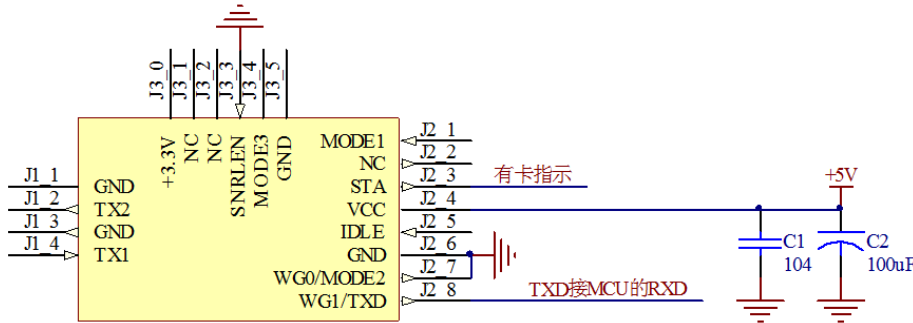 J3_0
J3_1
J3_2
J3_3
J3_4
J3_5
+3.3V
NC
NC
SNRLEN
MODE3
GND
J1_1
GND
J1_2
TX2
J1_3
GND
J1_4
TX1
MODE1
J2_1
NC
J2_2
STA
J2_3
有卡指示
VCC
J2_4
IDLE
J2_5
GND
J2_6
WG0/MODE2
J2_7
WG1/TXD
J2_8
TXD接MCU的RXD
+5V
C1
104
C2
100uF